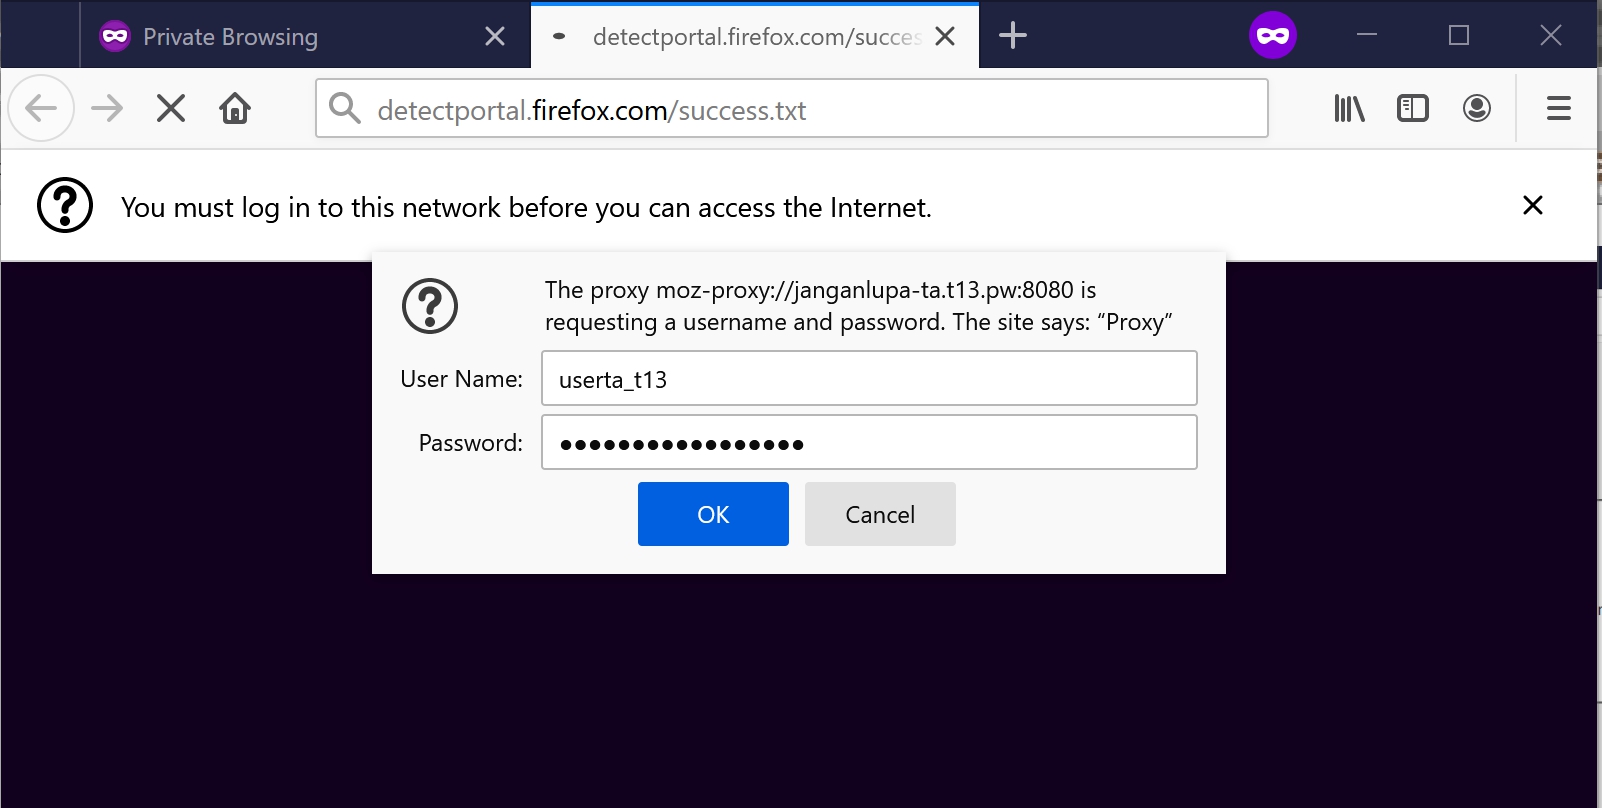 Private Browsing
detectportal.firefox.com/succes
detectportal.firefox.com/success.txt
You must log in to this network before you can access the Internet.
The proxy moz-proxy://janganlupa-ta.t13.pw:8080 is
requesting a username and password. The site says: “Proxy”
User Name: userta_t13
Password: •••••••••••••••••
OK Cancel